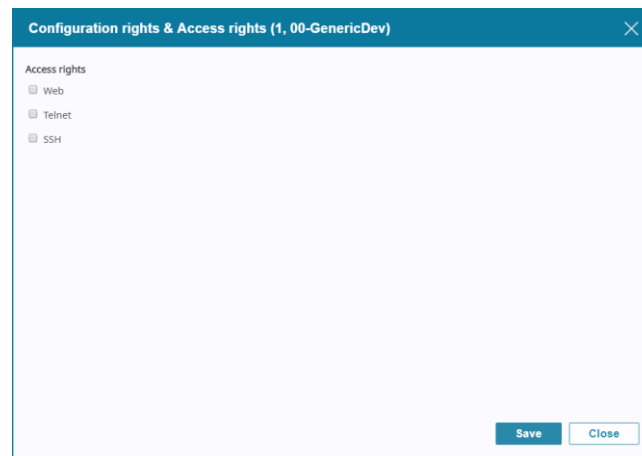 Configuration rights & Access rights (1, 00-GenericDev)
Access rights
Web
Telnet
SSH
Save Close